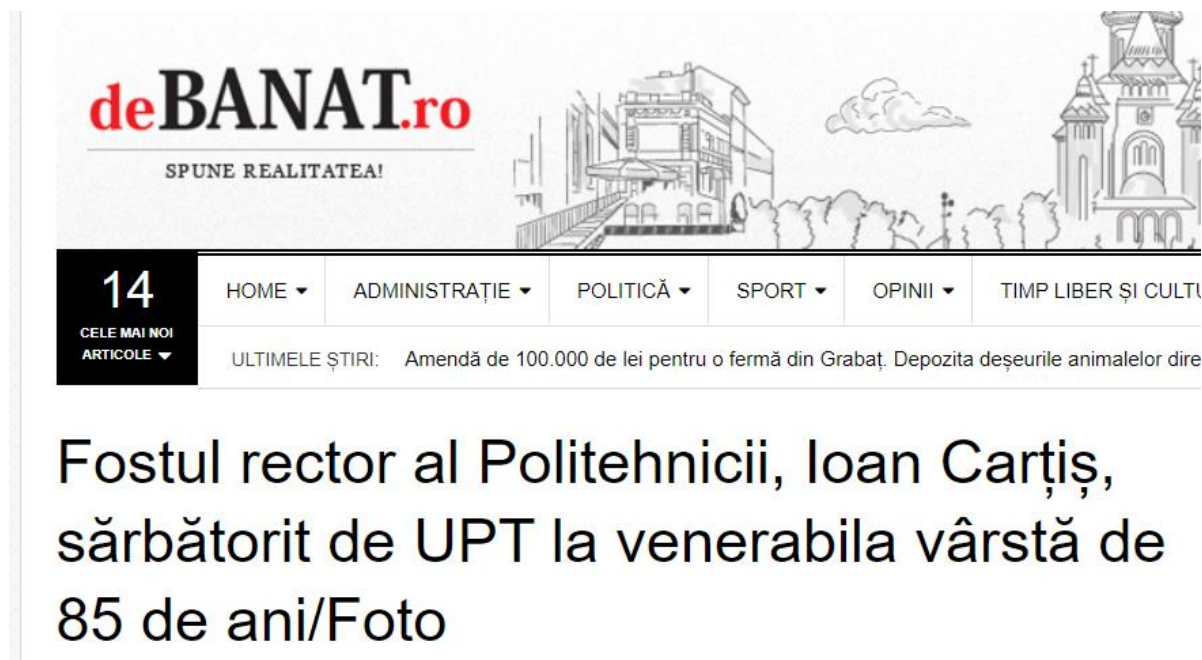 deBANAT.ro
SPUNE REALITATEA!
14
CELE MAI NOI
ARTICOLE
HOME
ADMINISTRAȚIE
POLITICĂ
SPORT
OPINII
TIMP LIBER ȘI CULTU
ULTIMELE ȘTIRI: Amendă de 100.000 de lei pentru o fermă din Grabaț. Depozita deșeurile animalelor dire
Fostul rector al Politehnicii, Ioan Carțiș,
sărbătorit de UPT la venerabila vârstă de
85 de ani/Foto